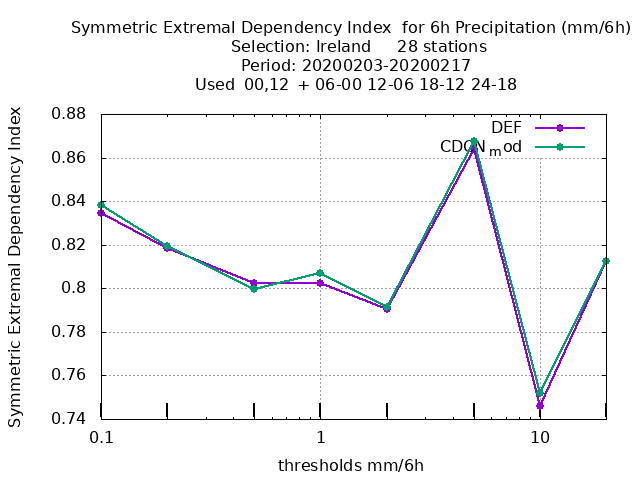 Symmetric Extremal Dependency Index for 6h Precipitation (mm/6h)
Selection: Ireland 28 stations
Period: 20200203-20200217
Used 00,12 + 06-00 12-06 18-12 24-18
Symmetric Extremal Dependency Index
0.88
0.86
0.84
0.82
0.8
0.78
0.76
0.74
DEF
CDCN_mod
0.1
1
10
thresholds mm/6h